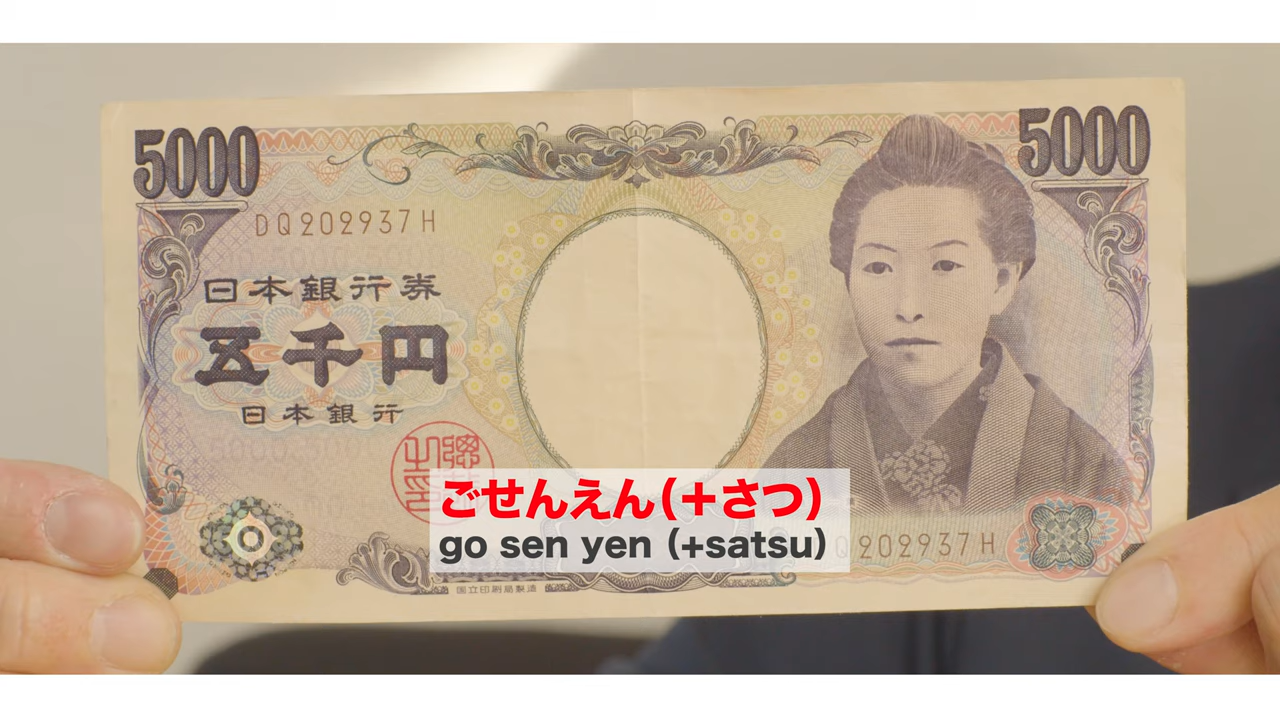 5000
5000
DQ202937H
日本銀行券
五千円
日本銀行
ごせんえん(+さつ)
go sen yen (+satsu)
Q202937H
国立印刷局製造